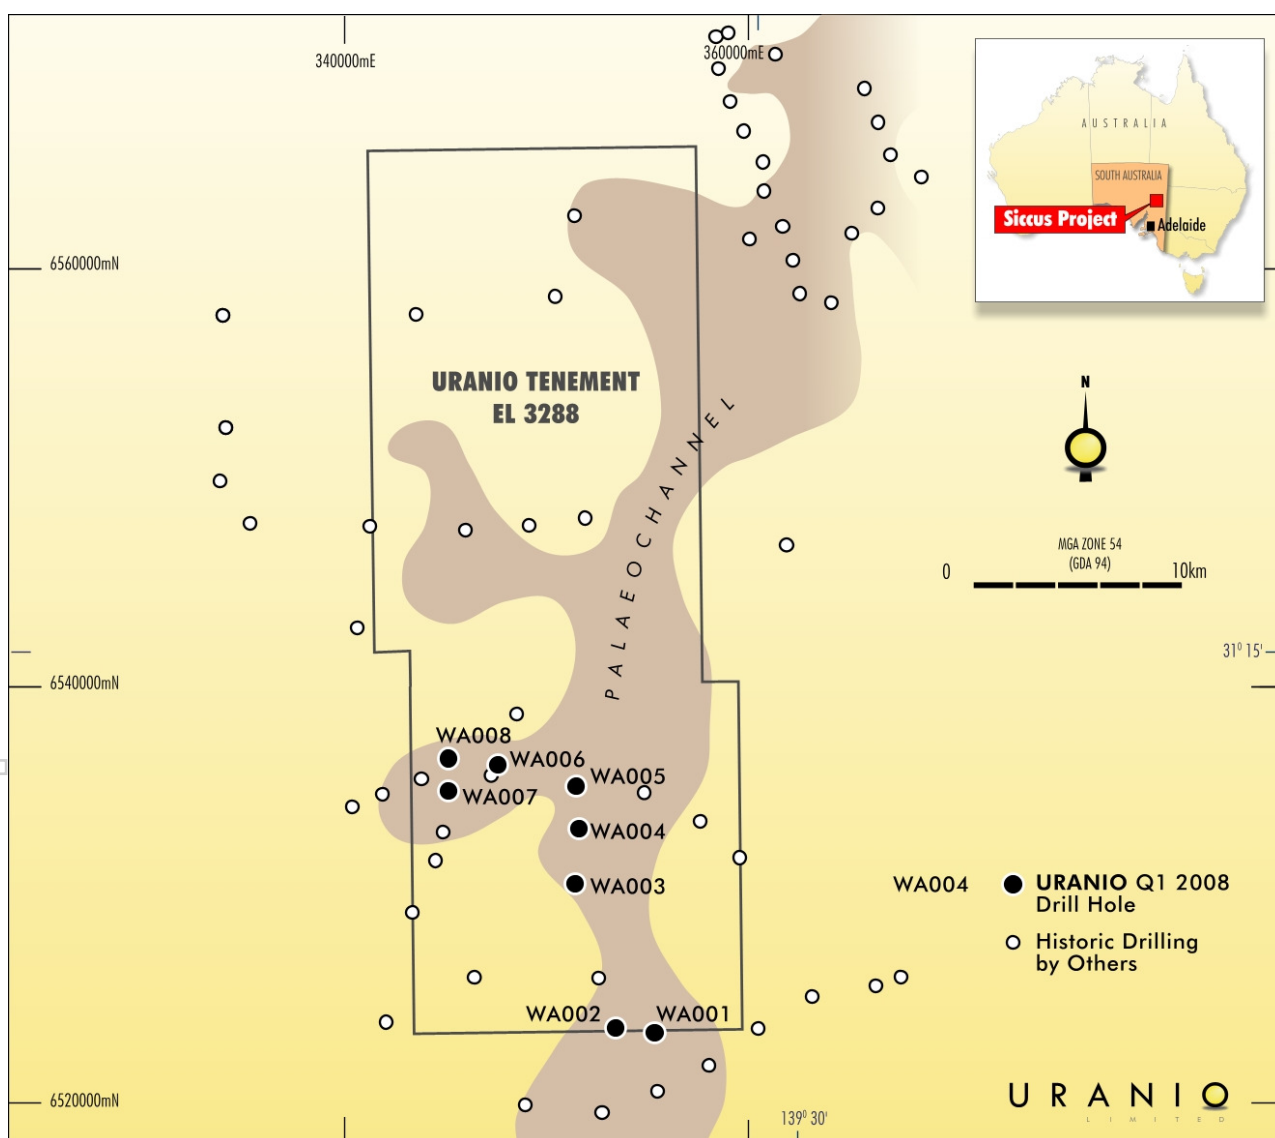 340000mE
360000mE
AUSTRALIA
SOUTH AUSTRALIA
Siccus Project
Adelaide
6560000mN
URANIO TENEMENT
EL 3288
PALAEOCHANNEL
N
MGA ZONE 54
(GDA 94)
0 10km
31° 15'
6540000mN
WA008
WA006
WA005
WA007
WA004
WA003
WA004 URANIO Q1 2008
Drill Hole
Historic Drilling
by Others
WA002 WA001
6520000mN
139° 30'
URANIO
LIMITED